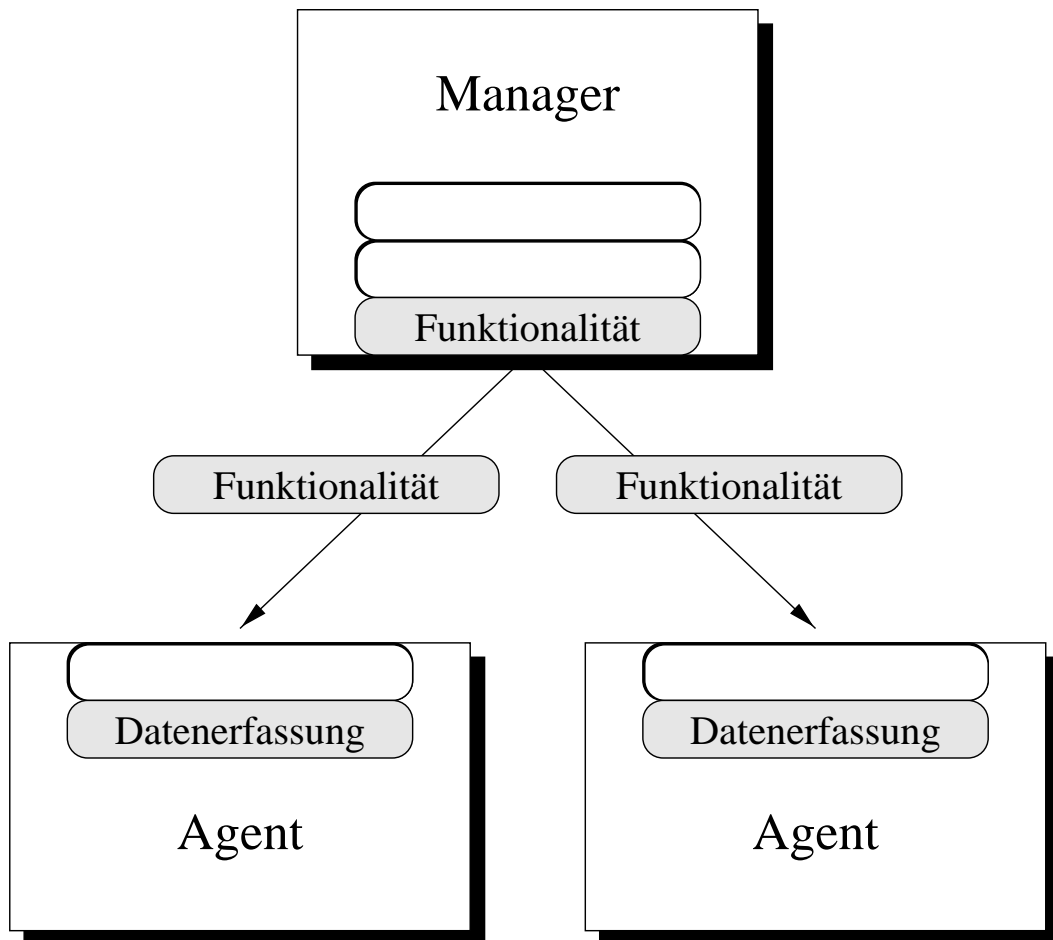 Manager
Funktionalität
Funktionalität
Funktionalität
Datenerfassung
Datenerfassung
Agent
Agent